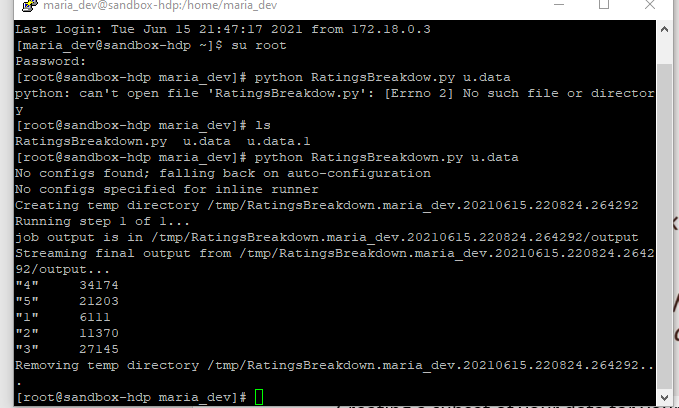 maria_dev@sandbox-hdp:/home/maria_dev
Last login: Tue Jun 15 21:47:17 2021 from 172.18.0.3
[maria_dev@sandbox-hdp ~]$ su root
Password:
[root@sandbox-hdp maria_dev]# python RatingsBreakdow.py u.data
python: can't open file 'RatingsBreakdow.py': [Errno 2] No such file or director
y
[root@sandbox-hdp maria_dev]# ls
RatingsBreakdown.py  u.data  u.data.1
[root@sandbox-hdp maria_dev]# python RatingsBreakdown.py u.data
No configs found; falling back on auto-configuration
No configs specified for inline runner
Creating temp directory /tmp/RatingsBreakdown.maria_dev.20210615.220824.264292
Running step 1 of 1...
job output is in /tmp/RatingsBreakdown.maria_dev.20210615.220824.264292/output
Streaming final output from /tmp/RatingsBreakdown.maria_dev.20210615.220824.2642
92/output...
"4"     34174
"5"     21203
"1"     6111
"2"     11370
"3"     27145
Removing temp directory /tmp/RatingsBreakdown.maria_dev.20210615.220824.264292..
.
[root@sandbox-hdp maria_dev]#